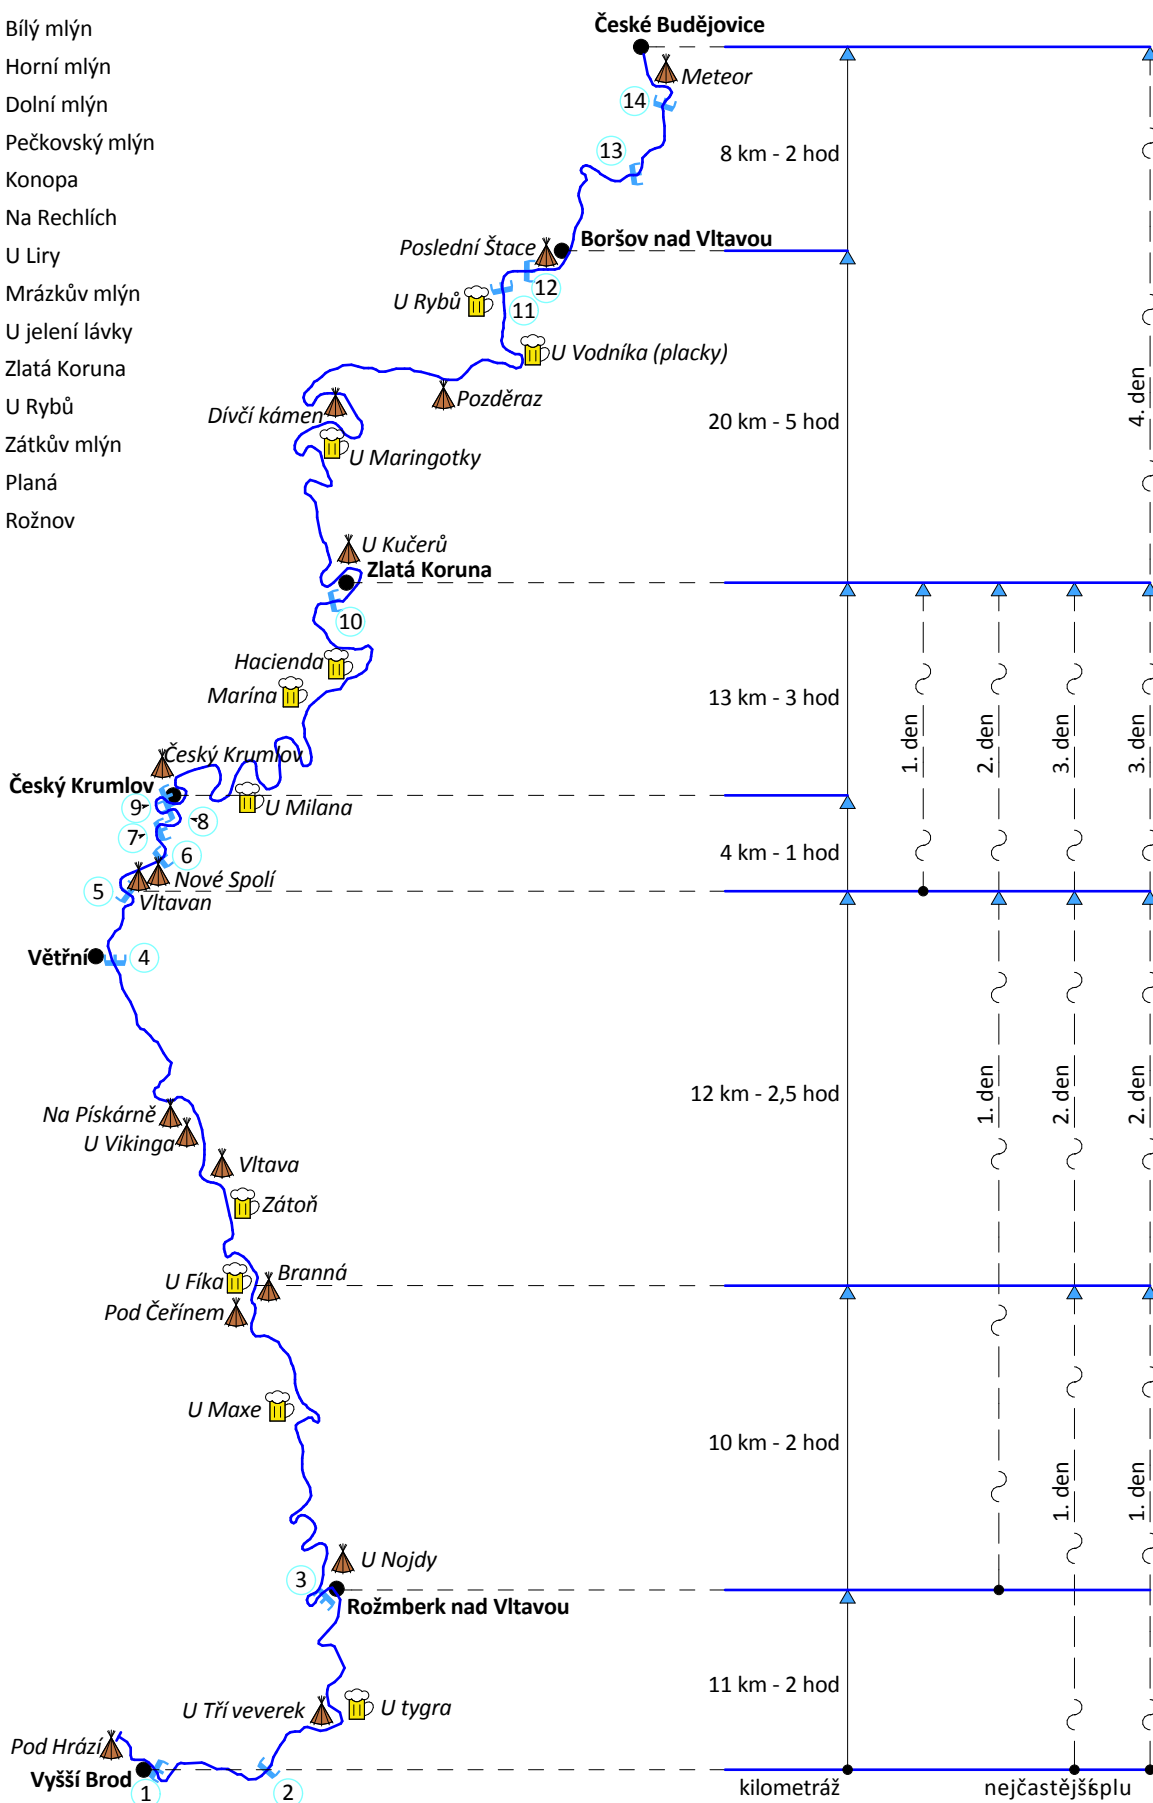 Bílý mlýn
Horní mlýn
Dolní mlýn
Pečkovský mlýn
Konopa
Na Rechlích
U Liry
Mrázkův mlýn
U jelení lávky
Zlatá Koruna
U Rybů
Zátkův mlýn
Planá
Rožnov
České Budějovice
Meteor
14
13
8 km - 2 hod
Boršov nad Vltavou
Poslední Štace
12
U Rybů
11
U Vodníka (placky)
Pozděraz
Dívčí kámen
20 km - 5 hod
4. den
U Maringotky
U Kučerů
Zlatá Koruna
10
Hacienda
Marína
13 km - 3 hod
1. den
2. den
3. den
3. den
Český Krumlov
Český Krumlov
U Milana
9
8
7
6
4 km - 1 hod
Nové Spolí
5
Vltavan
Větřní
4
12 km - 2,5 hod
1. den
2. den
2. den
Na Pískárně
U Vikinga
Vltava
Zátoň
Branná
U Fíka
Pod Čeřínem
U Maxe
10 km - 2 hod
1. den
1. den
U Nojdy
3
Rožmberk nad Vltavou
11 km - 2 hod
U Tří veverek
U tygra
Pod Hrází
Vyšší Brod
1
2
kilometráž
nejčastější splu